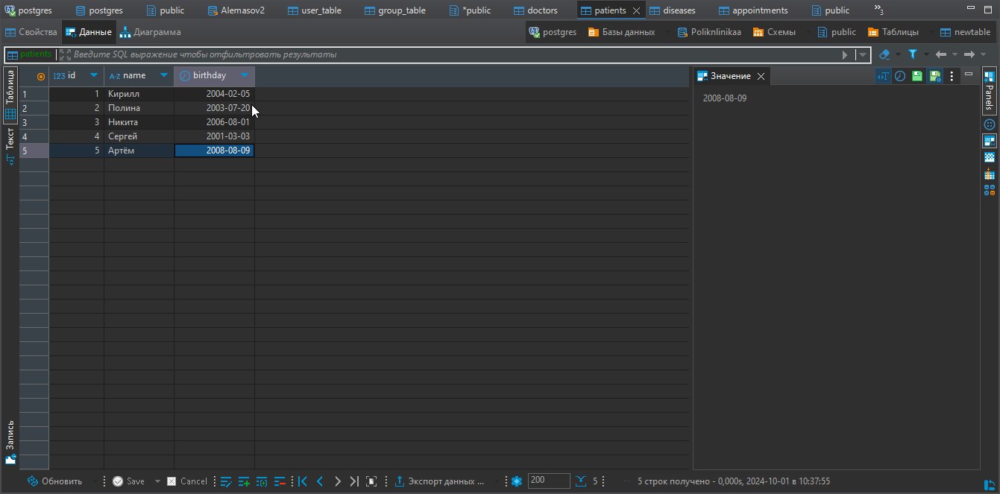 postgres postgres public Alemasov2 user_table group_table *public doctors patients diseases appointments public 3
Свойства Данные Диаграмма postgres Базы данных Poliknlinikaa Схемы public Таблицы newtable
patients Введите SQL выражение чтобы отфильтровать результаты
Таблица
Текст
Запись
123 id A-Z name birthday
1 1 Кирилл 2004-02-05
2 2 Полина 2003-07-20
3 3 Никита 2006-08-01
4 4 Сергей 2001-03-03
5 5 Артём 2008-08-09
Значение
2008-08-09
Panels
Обновить Save Cancel Экспорт данных ... 200 5 5 строк получено - 0,000s, 2024-10-01 в 10:37:55